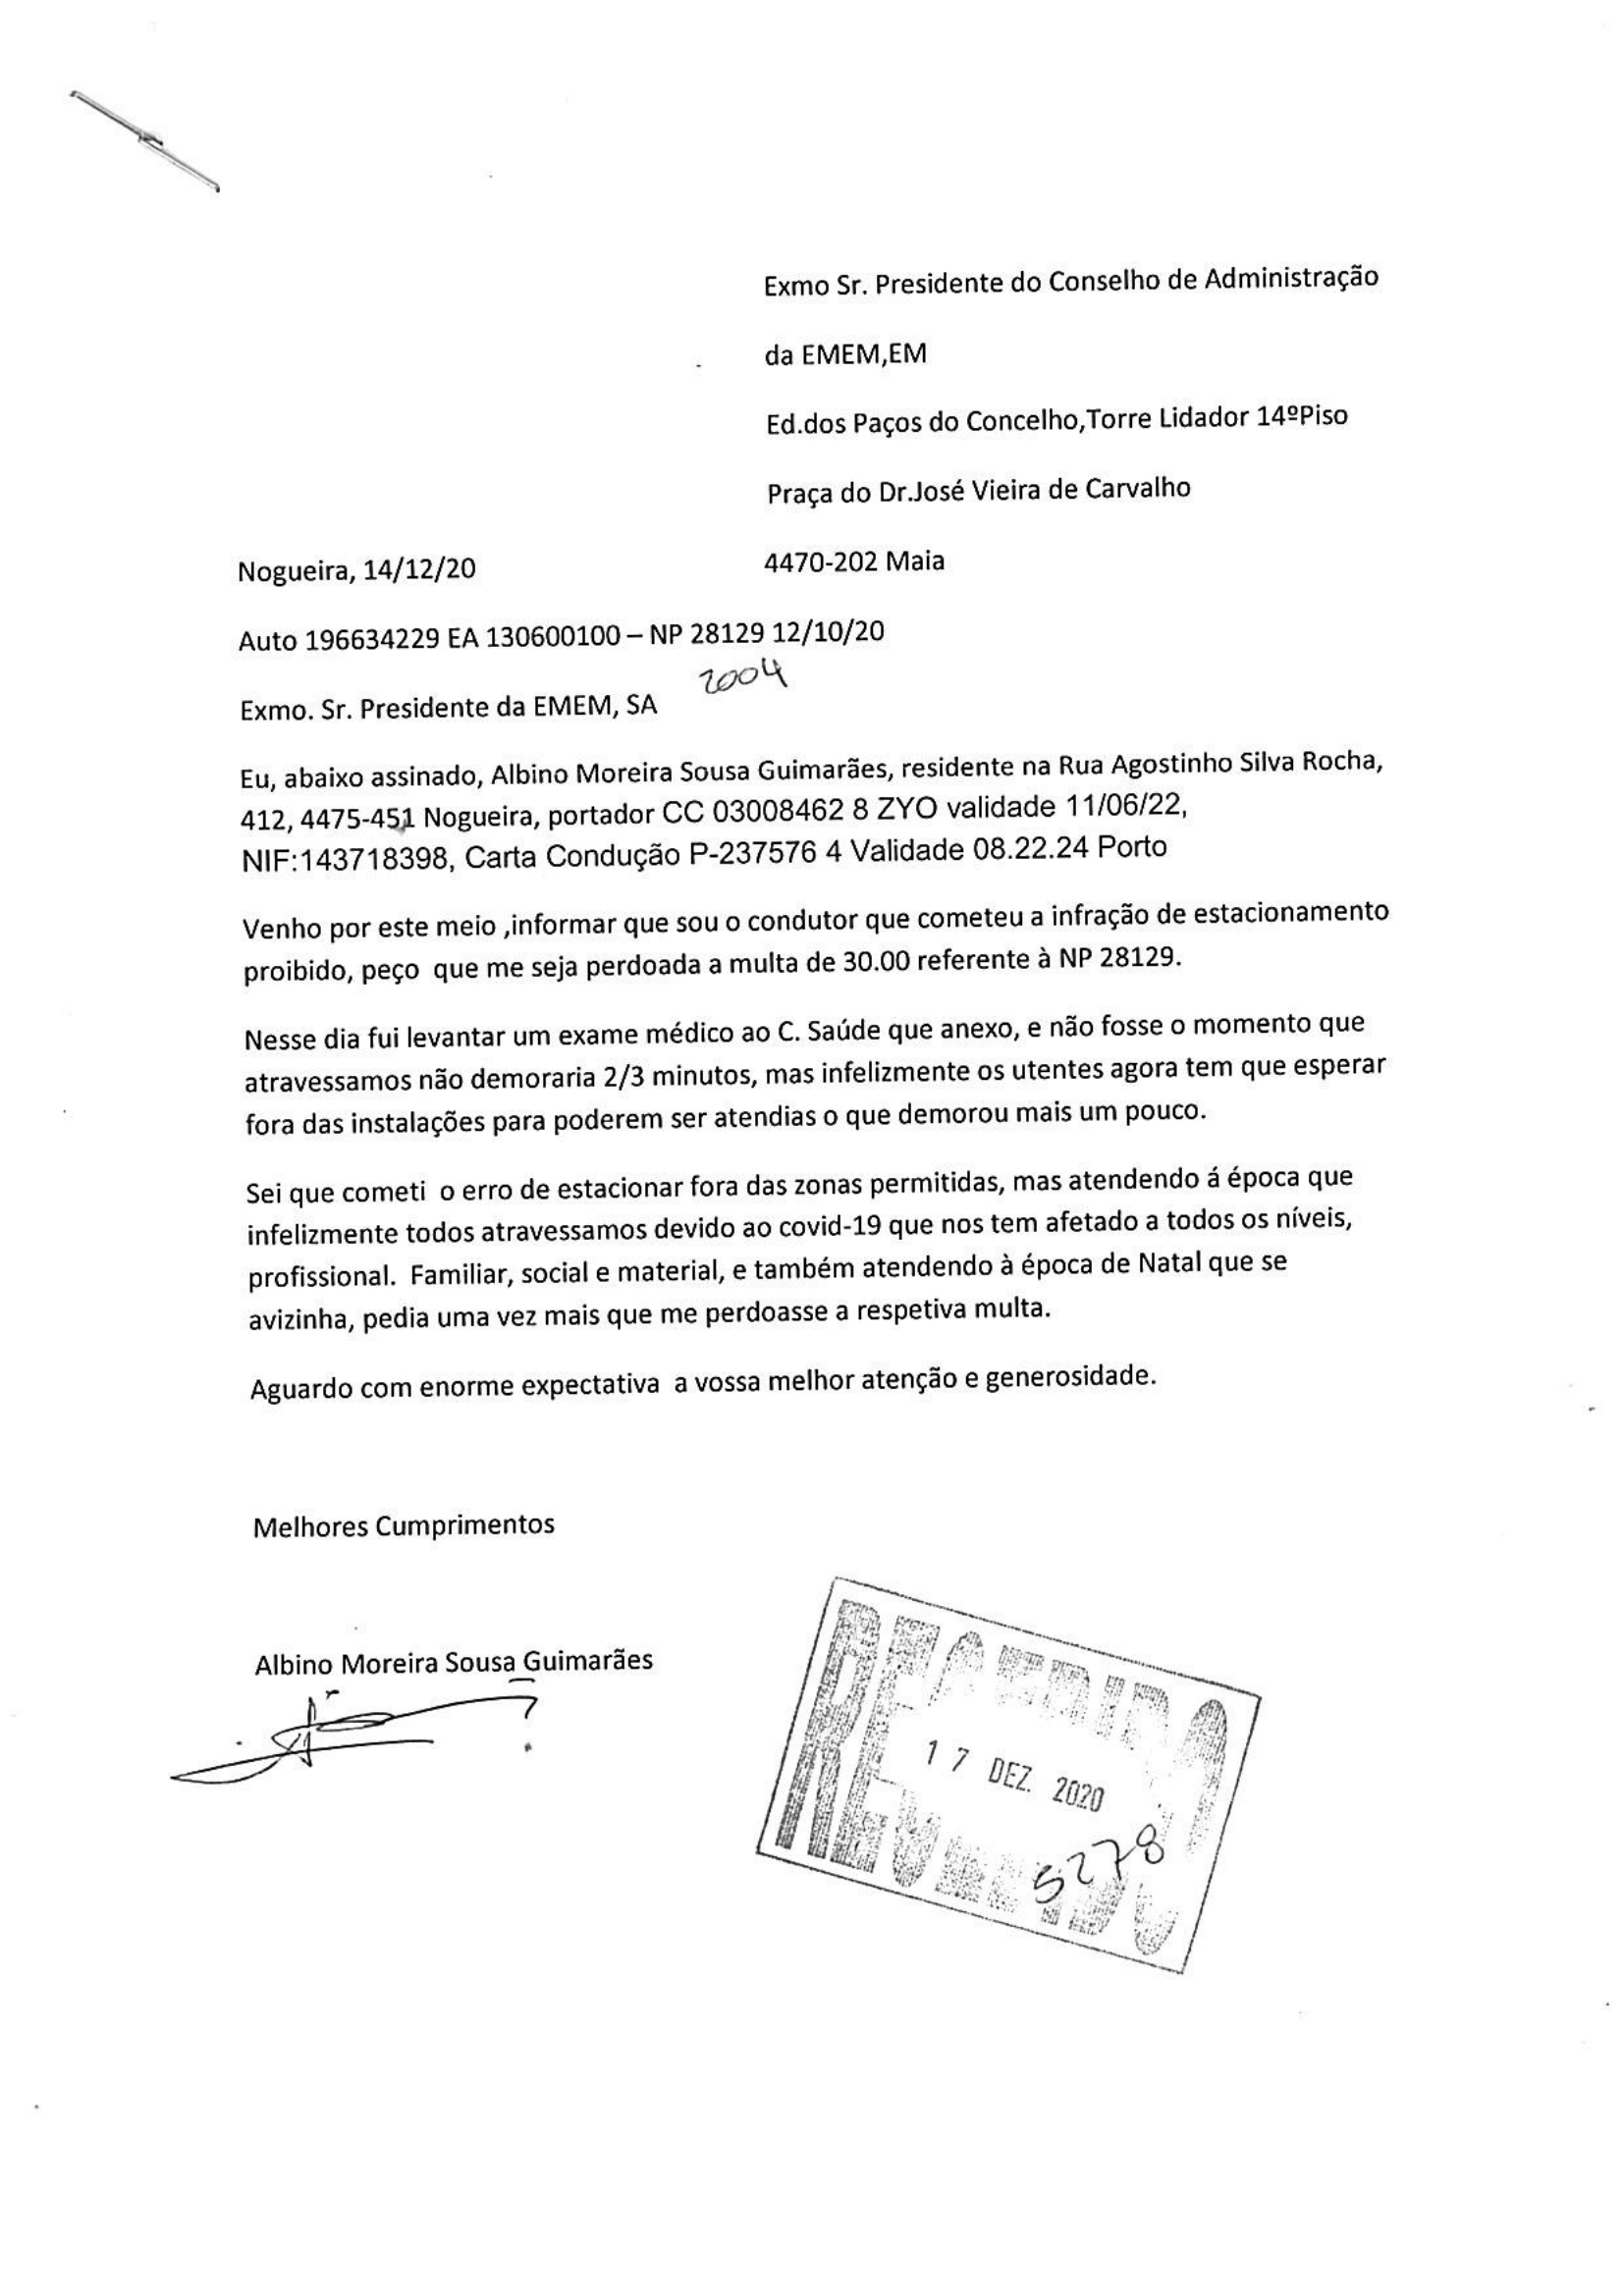 Exmo Sr. Presidente do Conselho de Administração
da EMEM,EM
Ed.dos Paços do Concelho,Torre Lidador 14ºPiso
Praça do Dr.José Vieira de Carvalho
4470-202 Maia
Nogueira, 14/12/20
Auto 196634229 EA 130600100 – NP 28129 12/10/20
2004
Exmo. Sr. Presidente da EMEM, SA
Eu, abaixo assinado, Albino Moreira Sousa Guimarães, residente na Rua Agostinho Silva Rocha,
412, 4475-451 Nogueira, portador CC 03008462 8 ZYO validade 11/06/22,
NIF:143718398, Carta Condução P-237576 4 Validade 08.22.24 Porto
Venho por este meio ,informar que sou o condutor que cometeu a infração de estacionamento
proibido, peço  que me seja perdoada a multa de 30.00 referente à NP 28129.
Nesse dia fui levantar um exame médico ao C. Saúde que anexo, e não fosse o momento que
atravessamos não demoraria 2/3 minutos, mas infelizmente os utentes agora tem que esperar
fora das instalações para poderem ser atendias o que demorou mais um pouco.
Sei que cometi  o erro de estacionar fora das zonas permitidas, mas atendendo á época que
infelizmente todos atravessamos devido ao covid-19 que nos tem afetado a todos os níveis,
profissional.  Familiar, social e material, e também atendendo à época de Natal que se
avizinha, pedia uma vez mais que me perdoasse a respetiva multa.
Aguardo com enorme expectativa  a vossa melhor atenção e generosidade.
Melhores Cumprimentos
Albino Moreira Sousa Guimarães
17 DEZ. 2020
5278